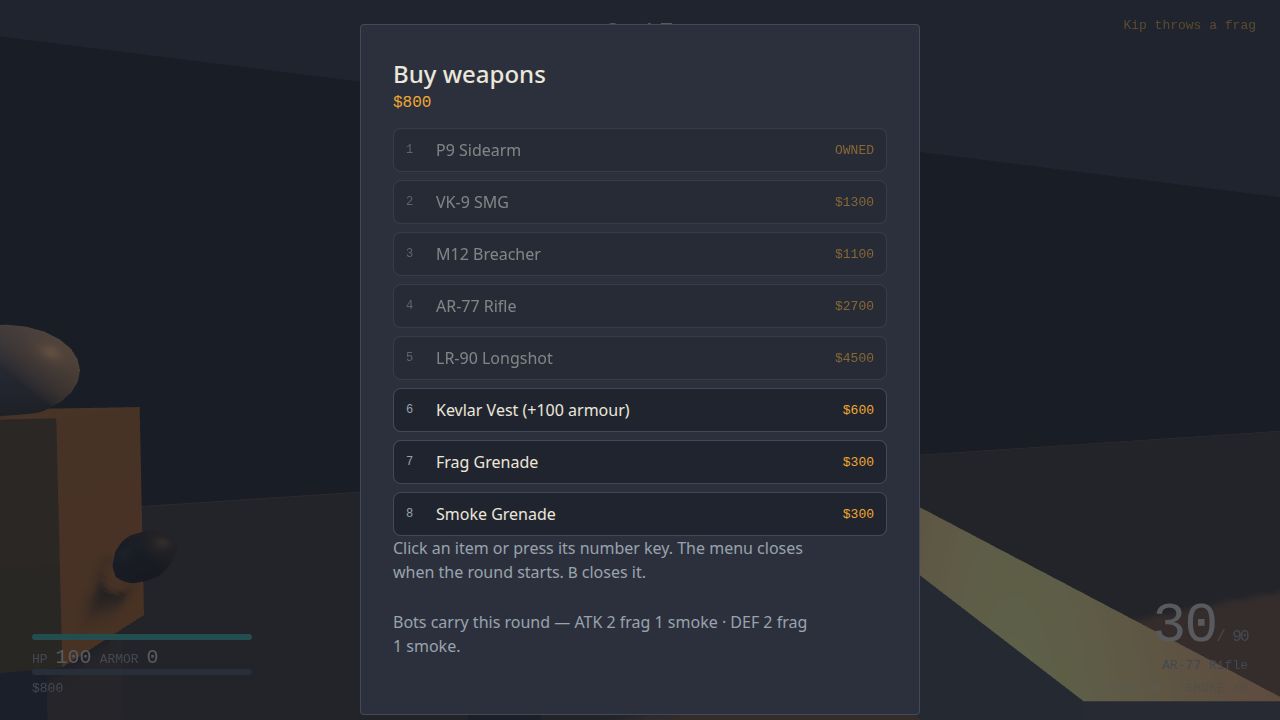 Kip throws a frag
Buy weapons
$800
1 P9 Sidearm OWNED
2 VK-9 SMG $1300
3 M12 Breacher $1100
4 AR-77 Rifle $2700
5 LR-90 Longshot $4500
6 Kevlar Vest (+100 armour) $600
7 Frag Grenade $300
8 Smoke Grenade $300
Click an item or press its number key. The menu closes
when the round starts. B closes it.
Bots carry this round — ATK 2 frag 1 smoke · DEF 2 frag
1 smoke.
HP 100 ARMOR 0
$800
30 / 90
AR-77 Rifle